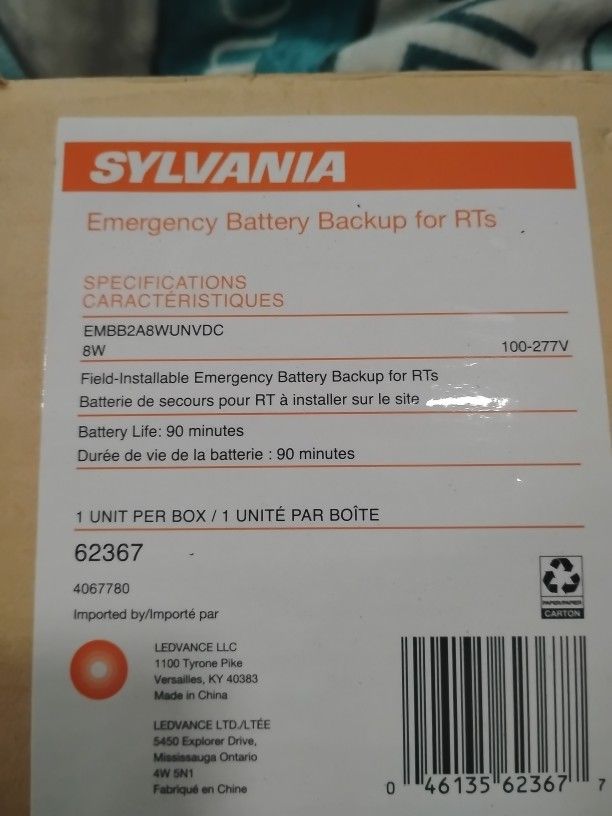 SYLVANIA
Emergency Battery Backup for RTs
SPECIFICATIONS
CARACTÉRISTIQUES
EMBB2A8WUNVDC
8W 100-277V
Field-Installable Emergency Battery Backup for RTs
Batterie de secours pour RT à installer sur le site
Battery Life: 90 minutes
Durée de vie de la batterie : 90 minutes
1 UNIT PER BOX / 1 UNITÉ PAR BOÎTE
62367
4067780
Imported by/Importé par
LEDVANCE LLC
1100 Tyrone Pike
Versailles, KY 40383
Made in China
LEDVANCE LTD./LTÉE
5450 Explorer Drive,
Mississauga Ontario
4W 5N1
Fabriqué en Chine
PAPER/PAPIER
CARTON
0 46135 62367 7